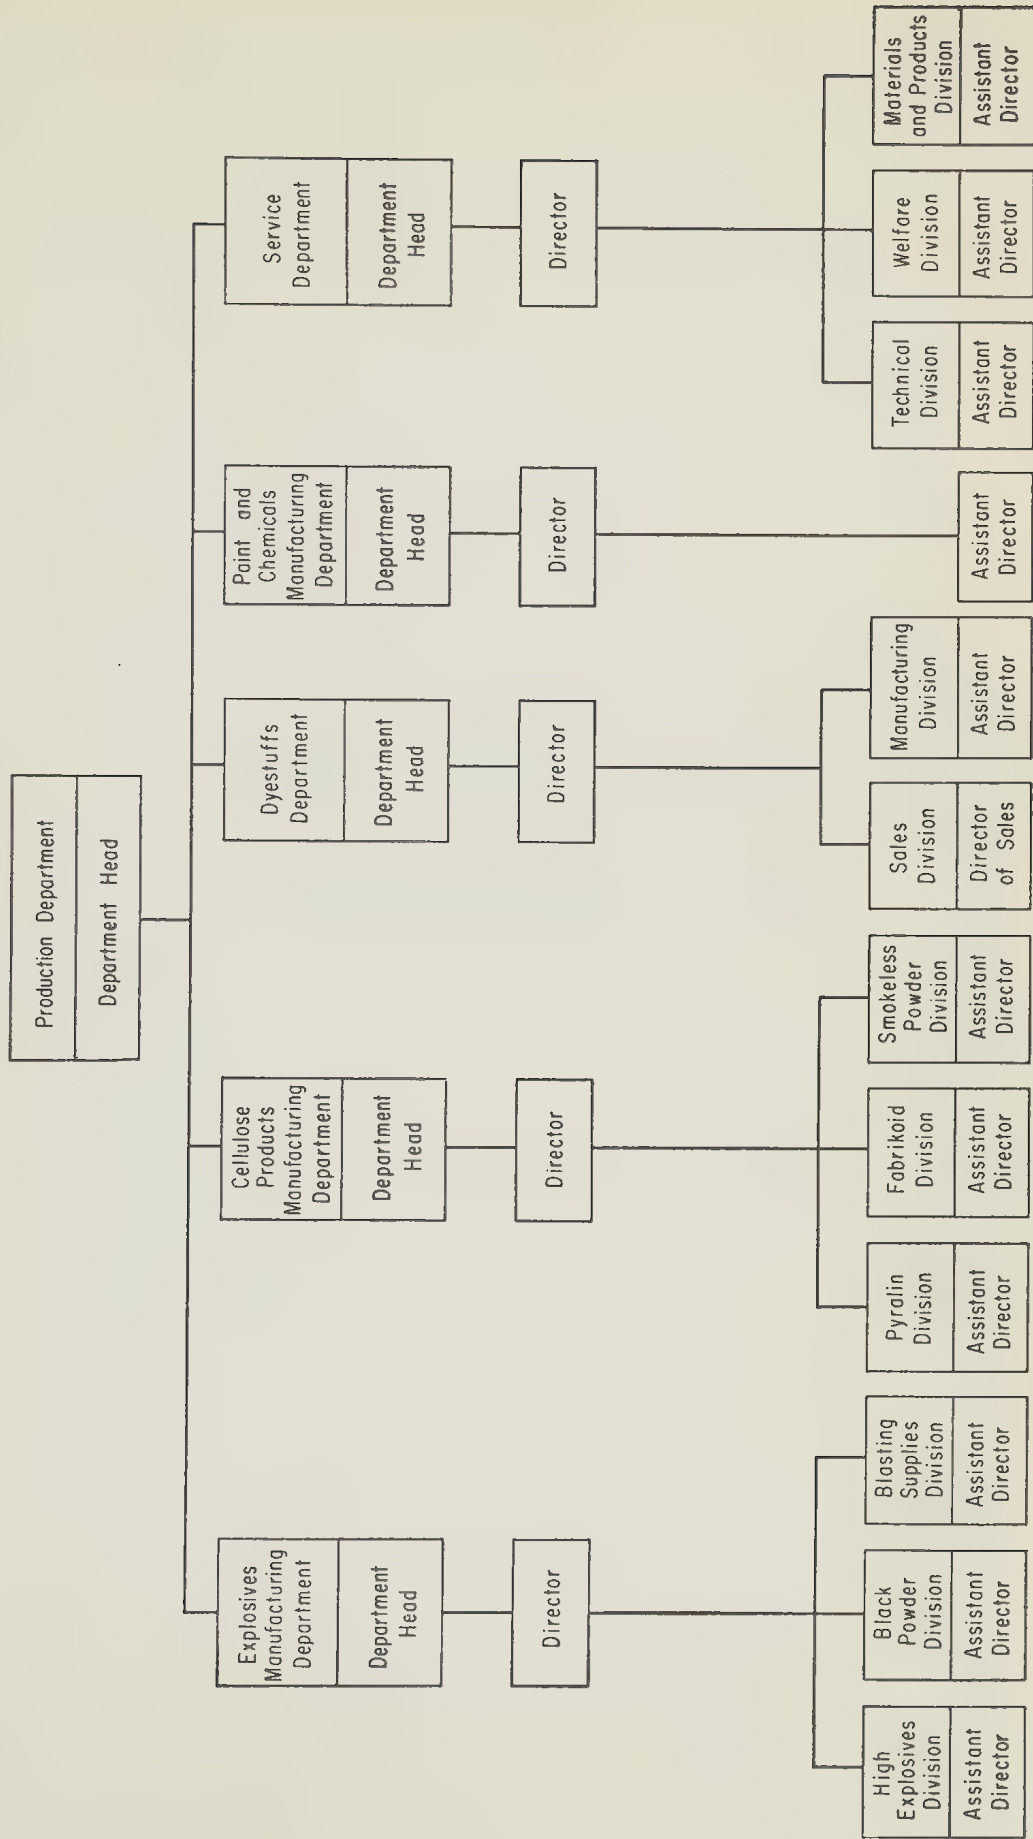 Production Department
Department Head
Explosives
Manufacturing
Department
Department
Head
Director
High
Explosives
Division
Assistant
Director
Black
Powder
Division
Assistant
Director
Blasting
Supplies
Division
Assistant
Director
Cellulose
Products
Manufacturing
Department
Department
Head
Director
Pyralin
Division
Assistant
Director
Fabrikoid
Division
Assistant
Director
Smokeless
Powder
Division
Assistant
Director
Dyestuffs
Department
Department
Head
Director
Sales
Division
Director
of Sales
Manufacturing
Division
Assistant
Director
Paint and
Chemicals
Manufacturing
Department
Department
Head
Director
Assistant
Director
Service
Department
Department
Head
Director
Technical
Division
Assistant
Director
Welfare
Division
Assistant
Director
Materials
and Products
Division
Assistant
Director